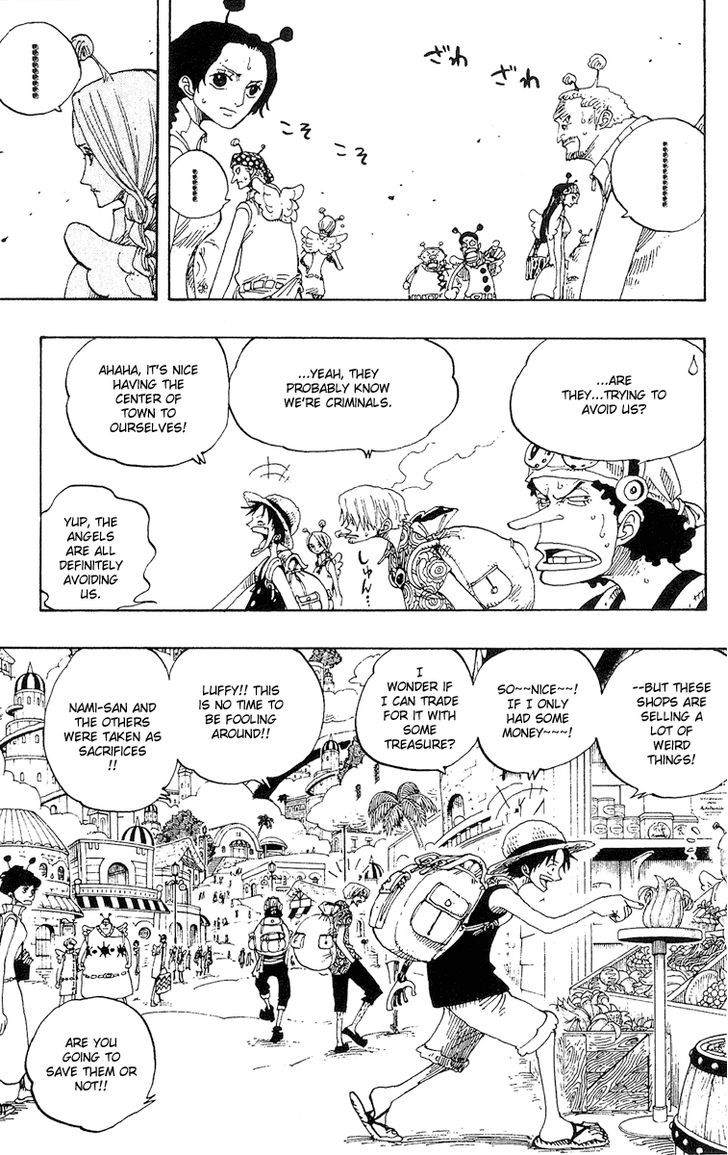 ざわ
ざわ
こそ
こそ
...ARE
THEY...TRYING TO
AVOID US?
...YEAH, THEY
PROBABLY KNOW
WE'RE CRIMINALS.
AHAHA, IT'S NICE
HAVING THE
CENTER OF
TOWN TO
OURSELVES!
しゅん...
YUP, THE
ANGELS
ARE ALL
DEFINITELY
AVOIDING
US.
--BUT THESE
SHOPS ARE
SELLING A
LOT OF
WEIRD
THINGS!
SO~~NICE~~!
IF I ONLY
HAD SOME
MONEY~~~!
I
WONDER IF
I CAN TRADE
FOR IT WITH
SOME
TREASURE?
LUFFY!! THIS
IS NO TIME TO
BE FOOLING
AROUND!!
NAMI-SAN AND
THE OTHERS
WERE TAKEN AS
SACRIFICES
!!
ARE YOU
GOING TO
SAVE THEM OR
NOT!!